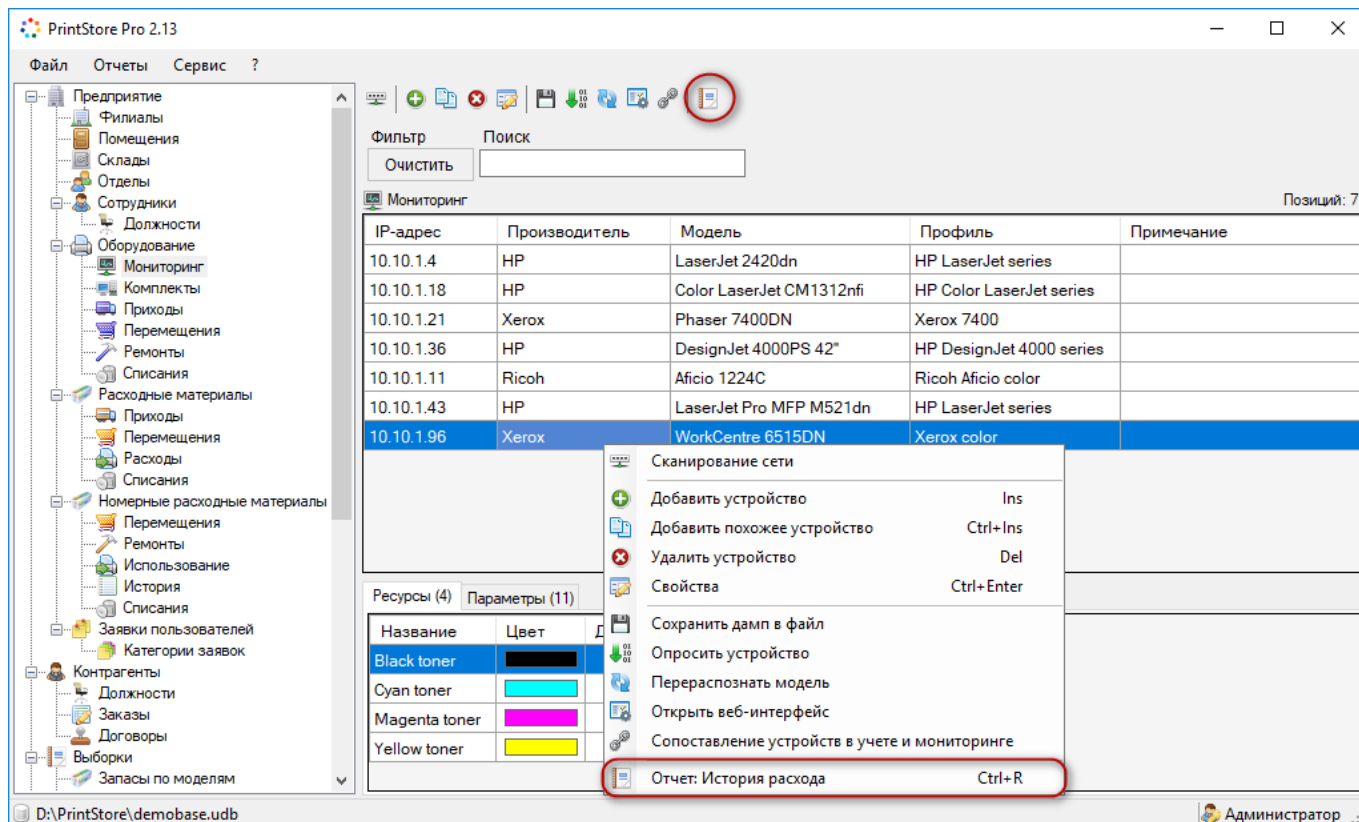 PrintStore Pro 2.13
Файл Отчеты Сервис ?
Предприятие
Филиалы
Помещения
Склады
Отделы
Сотрудники
Должности
Оборудование
Мониторинг
Комплекты
Приходы
Перемещения
Ремонты
Списания
Расходные материалы
Приходы
Перемещения
Расходы
Списания
Номерные расходные материалы
Перемещения
Ремонты
Использование
История
Списания
Заявки пользователей
Категории заявок
Контрагенты
Должности
Заказы
Договоры
Выборки
Запасы по моделям
Фильтр Поиск
Очистить
Мониторинг Позиций: 7
IP-адрес Производитель Модель Профиль Примечание
10.10.1.4 HP LaserJet 2420dn HP LaserJet series
10.10.1.18 HP Color LaserJet CM1312nfi HP Color LaserJet series
10.10.1.21 Xerox Phaser 7400DN Xerox 7400
10.10.1.36 HP DesignJet 4000PS 42" HP DesignJet 4000 series
10.10.1.11 Ricoh Aficio 1224C Ricoh Aficio color
10.10.1.43 HP LaserJet Pro MFP M521dn HP LaserJet series
10.10.1.96 Xerox WorkCentre 6515DN Xerox color
Сканирование сети
Добавить устройство Ins
Добавить похожее устройство Ctrl+Ins
Удалить устройство Del
Свойства Ctrl+Enter
Сохранить дамп в файл
Опросить устройство
Перераспознать модель
Открыть веб-интерфейс
Сопоставление устройств в учете и мониторинге
Отчет: История расхода Ctrl+R
Ресурсы (4) Параметры (11)
Название Цвет
Black toner
Cyan toner
Magenta toner
Yellow toner
D:\PrintStore\demobase.udb Администратор